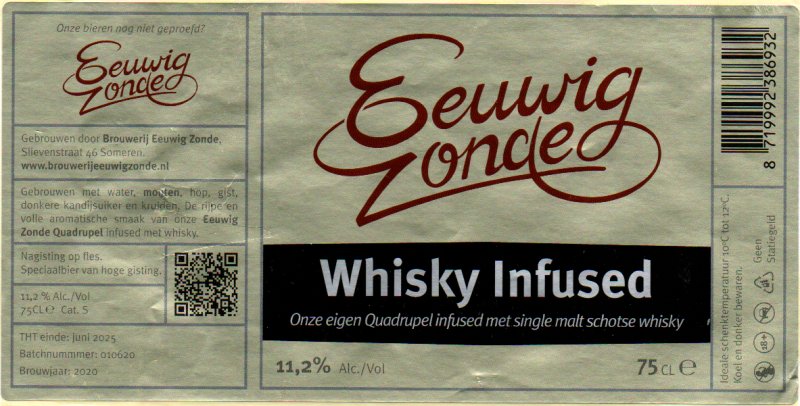 Onze bieren nog niet geproefd?
Eeuwig
Zonde
Gebrouwen door Brouwerij Eeuwig Zonde,
Slievenstraat 46 Someren.
www.brouwerijeeuwigzonde.nl
Gebrouwen met water, mouten, hop, gist,
donkere kandijsuiker en kruiden, De rijpe en
volle aromatische smaak van onze Eeuwig
Zonde Quadrupel infused met whisky.
Nagisting op fles.
Speciaalbier van hoge gisting.
11,2 % Alc./Vol
75CL℮ Cat. S
THT einde: juni 2025
Batchnummmer: 010620
Brouwjaar: 2020
Eeuwig
Zonde
Whisky Infused
Onze eigen Quadrupel infused met single malt schotse whisky
11,2% Alc./Vol
75 CL ℮
8 719992 386932
Ideale schenktemperatuur 10°C tot 12°C.
Koel en donker bewaren.
Geen
Statiegeld
18+